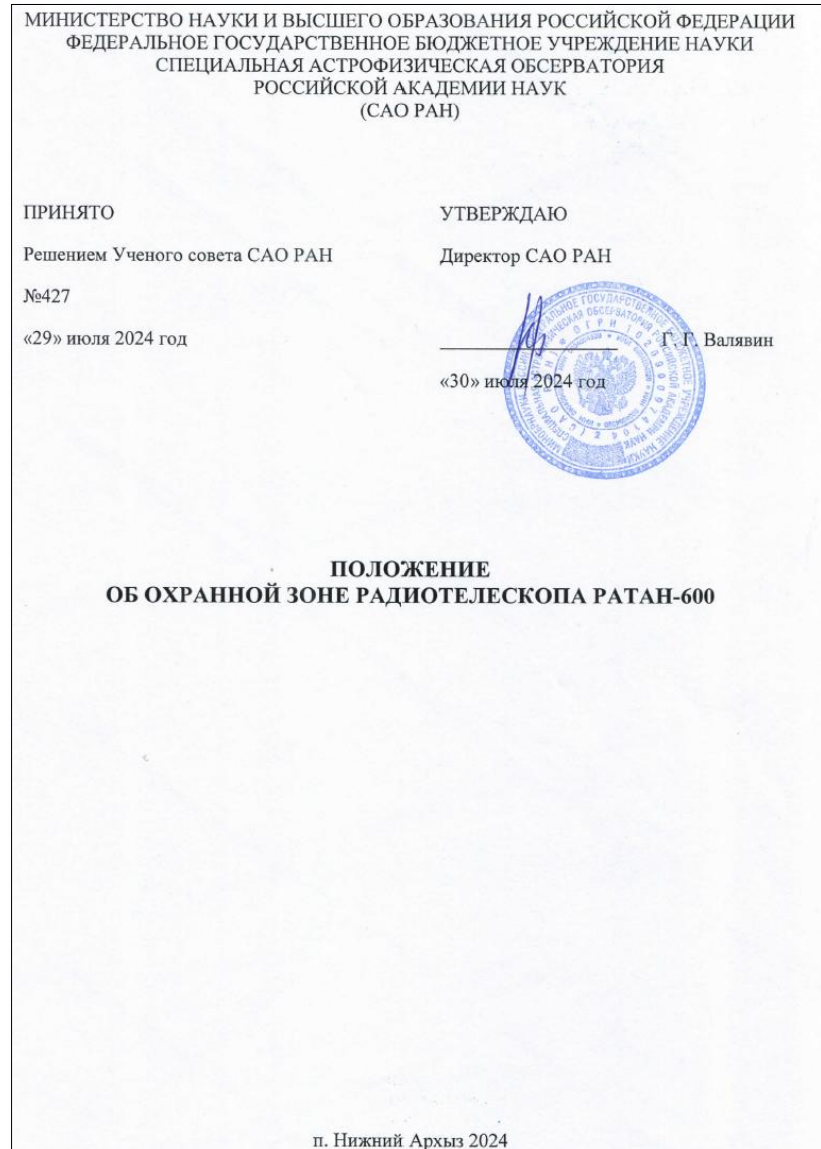 МИНИСТЕРСТВО НАУКИ И ВЫСШЕГО ОБРАЗОВАНИЯ РОССИЙСКОЙ ФЕДЕРАЦИИ
ФЕДЕРАЛЬНОЕ ГОСУДАРСТВЕННОЕ БЮДЖЕТНОЕ УЧРЕЖДЕНИЕ НАУКИ
СПЕЦИАЛЬНАЯ АСТРОФИЗИЧЕСКАЯ ОБСЕРВАТОРИЯ
РОССИЙСКОЙ АКАДЕМИИ НАУК
(САО РАН)
ПРИНЯТО
Решением Ученого совета САО РАН
№427
«29» июля 2024 год
УТВЕРЖДАЮ
Директор САО РАН
Г. Г. Валявин
«30» июля 2024 год
ПОЛОЖЕНИЕ
ОБ ОХРАННОЙ ЗОНЕ РАДИОТЕЛЕСКОПА РАТАН-600
п. Нижний Архыз 2024